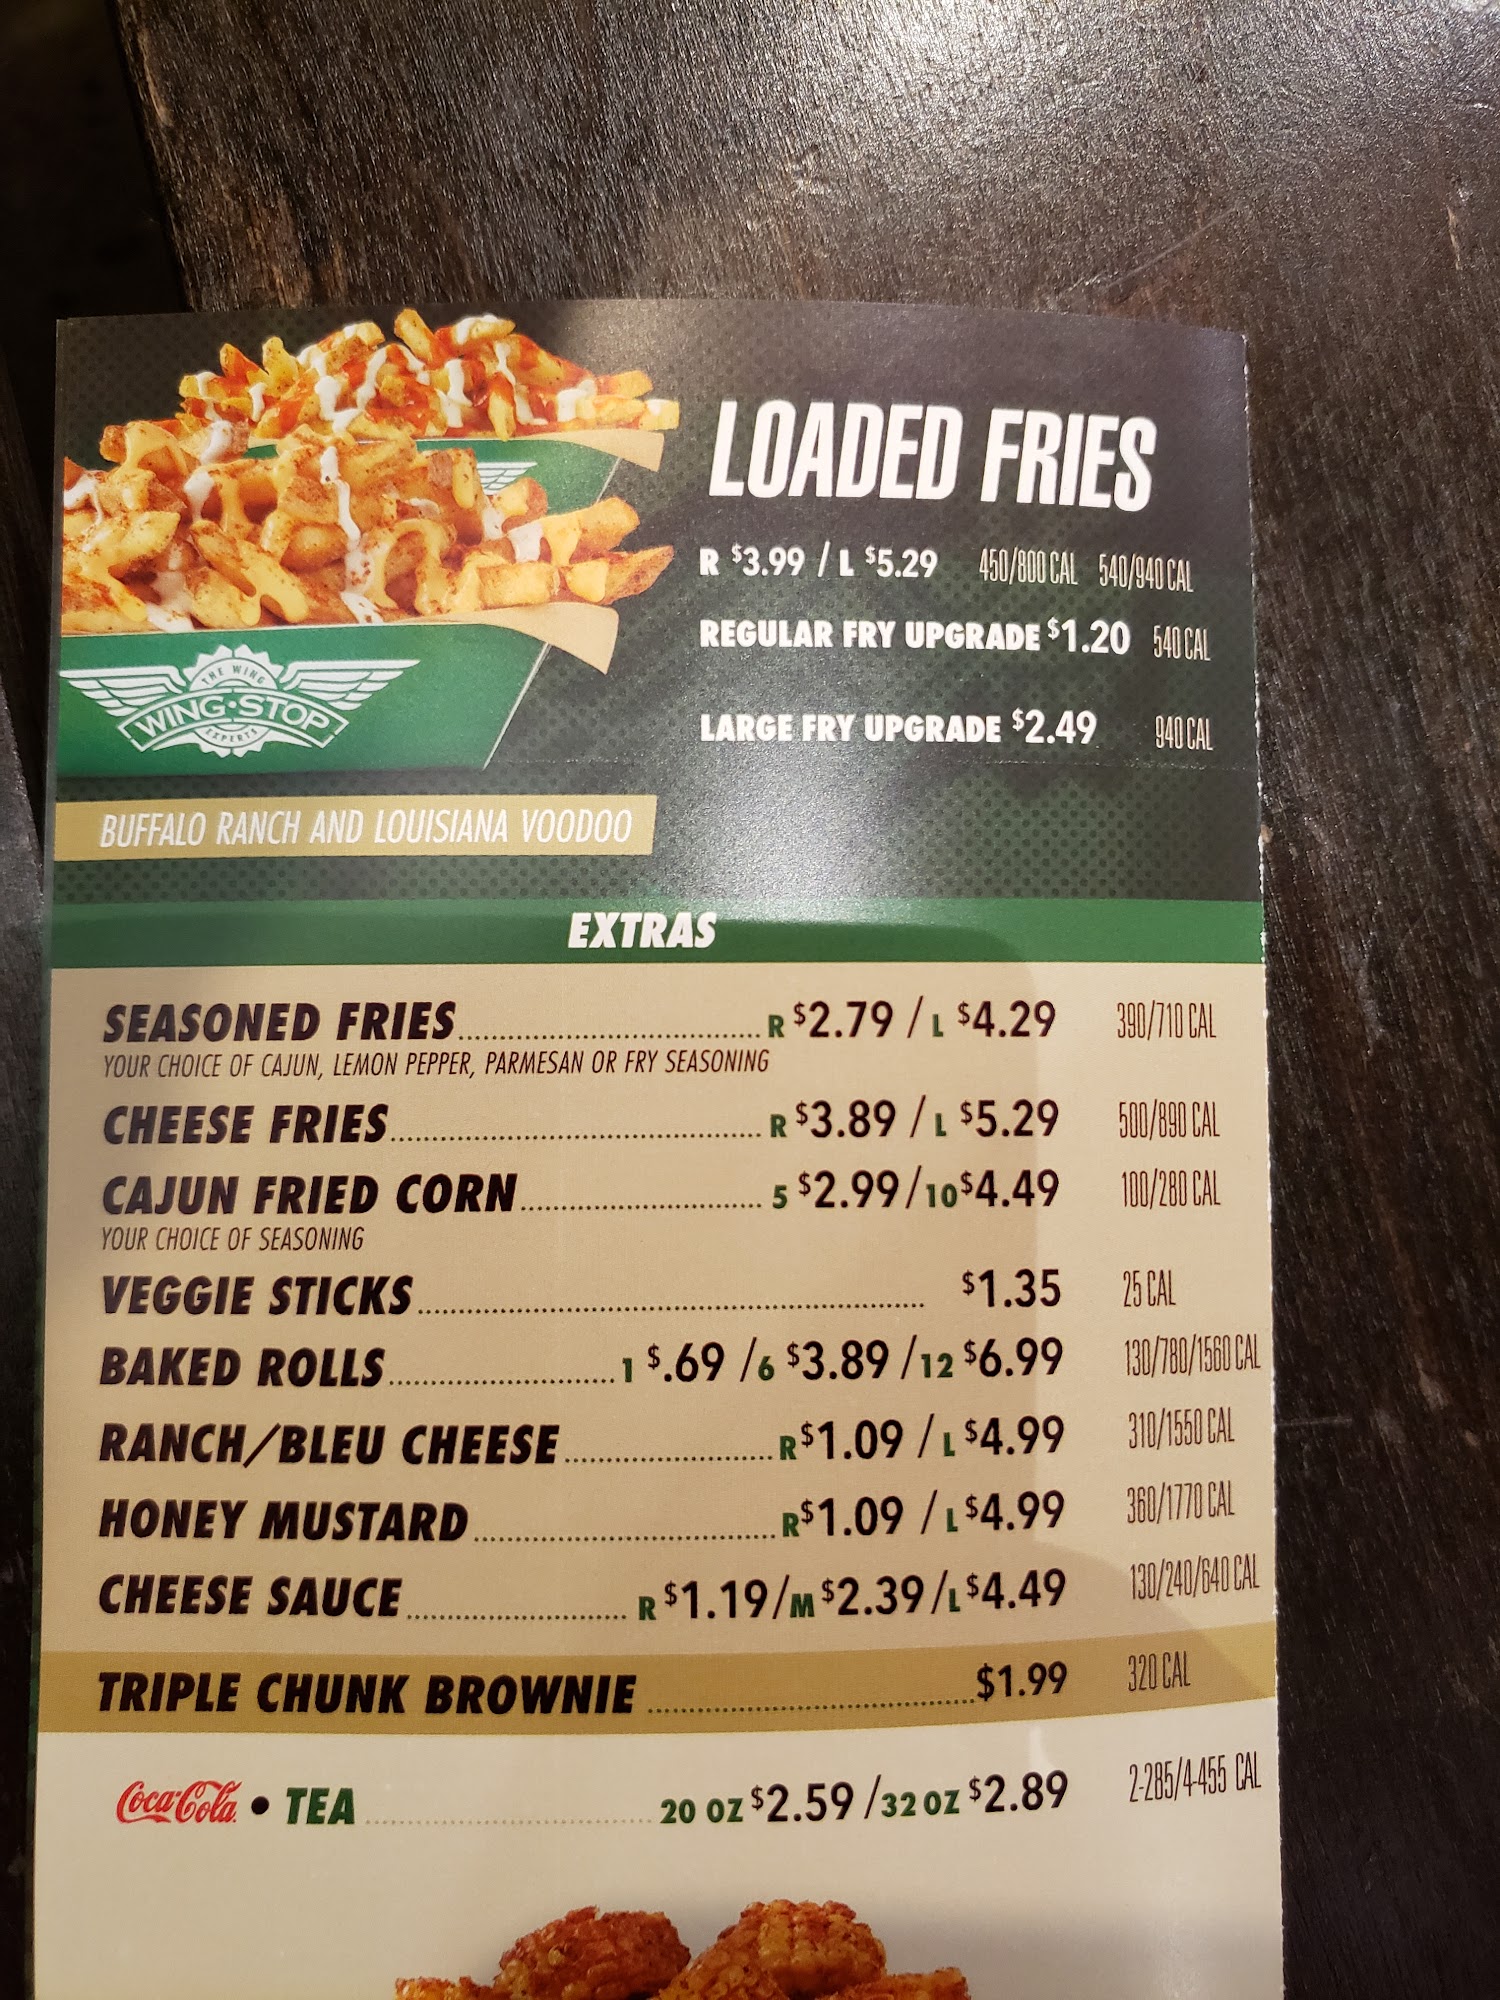 LOADED FRIES
R $3.99 / L $5.29 450/800 CAL 540/940 CAL
REGULAR FRY UPGRADE $1.20 540 CAL
LARGE FRY UPGRADE $2.49 940 CAL
THE WING
WING·STOP
EXPERTS
BUFFALO RANCH AND LOUISIANA VOODOO
EXTRAS
SEASONED FRIES R $2.79 / L $4.29 390/710 CAL
YOUR CHOICE OF CAJUN, LEMON PEPPER, PARMESAN OR FRY SEASONING
CHEESE FRIES R $3.89 / L $5.29 500/890 CAL
CAJUN FRIED CORN 5 $2.99/10 $4.49 100/280 CAL
YOUR CHOICE OF SEASONING
VEGGIE STICKS $1.35 25 CAL
BAKED ROLLS 1 $.69 /6 $3.89 /12 $6.99 130/780/1560 CAL
RANCH/BLEU CHEESE R $1.09 / L $4.99 310/1550 CAL
HONEY MUSTARD R $1.09 / L $4.99 360/1770 CAL
CHEESE SAUCE R $1.19/M $2.39/L $4.49 130/240/640 CAL
TRIPLE CHUNK BROWNIE $1.99 320 CAL
Coca-Cola • TEA 20 OZ $2.59 /32 OZ $2.89 2-285/4-455 CAL